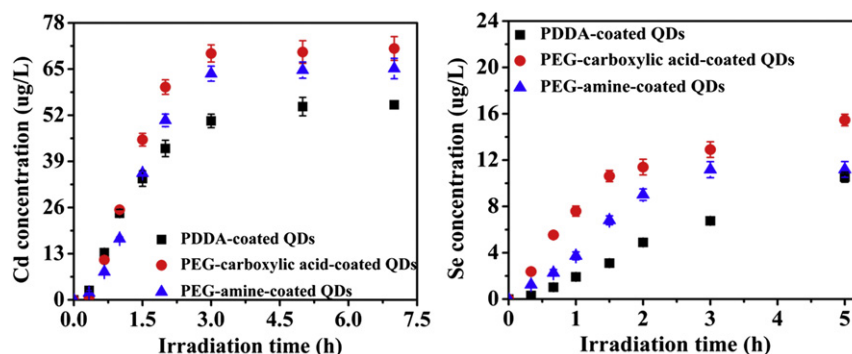 78
65
52
39
26
13
0
Cd concentration (ug/L)
PDDA-coated QDs
PEG-carboxylic acid-coated QDs
PEG-amine-coated QDs
0.0 1.5 3.0 4.5 6.0 7.5
Irradiation time (h)
24
20
16
12
8
4
0
Se concentration (ug/L)
PDDA-coated QDs
PEG-carboxylic acid-coated QDs
PEG-amine-coated QDs
0 1 2 3 4 5
Irradiation time (h)